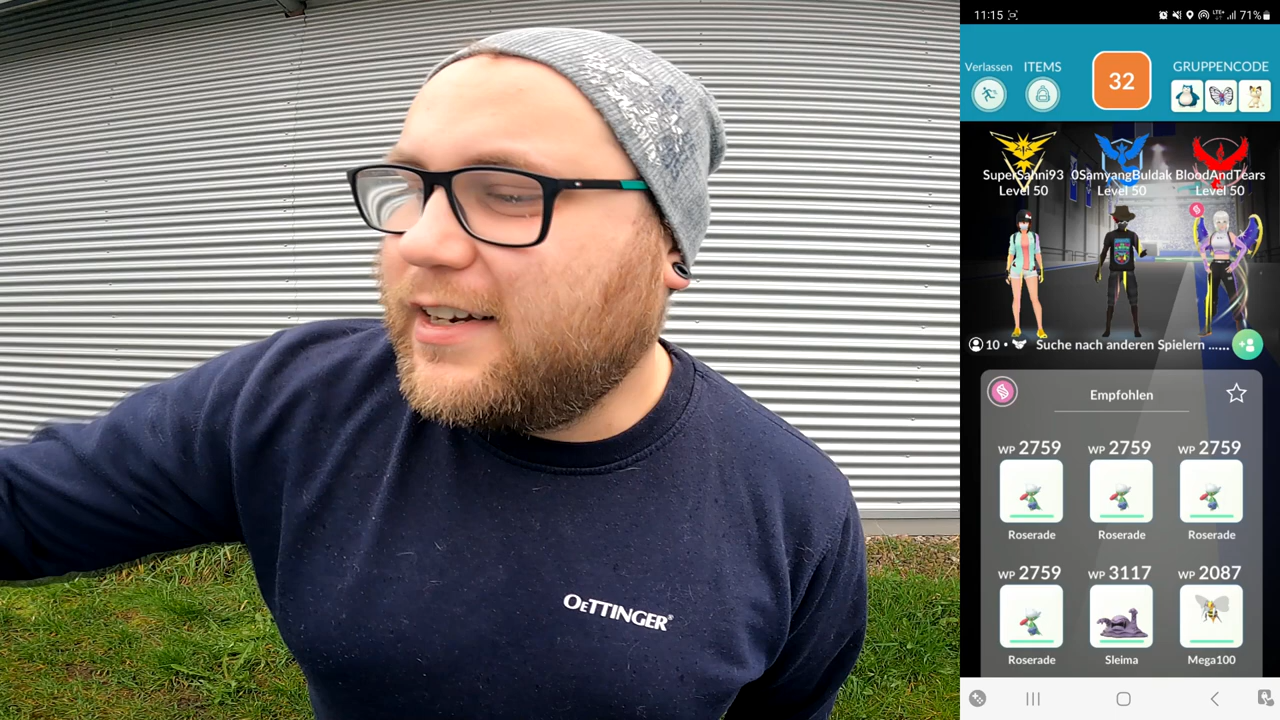 OETTINGER®
11:15
LTE+
71%
Verlassen
ITEMS
32
GRUPPENCODE
SuperSanni93
Level 50
0SamyangBuldak
Level 50
BloodAndTears
Level 50
10 •
Suche nach anderen Spielern ......
Empfohlen
WP 2759
WP 2759
WP 2759
Roserade
Roserade
Roserade
WP 2759
WP 3117
WP 2087
Roserade
Sleima
Mega100